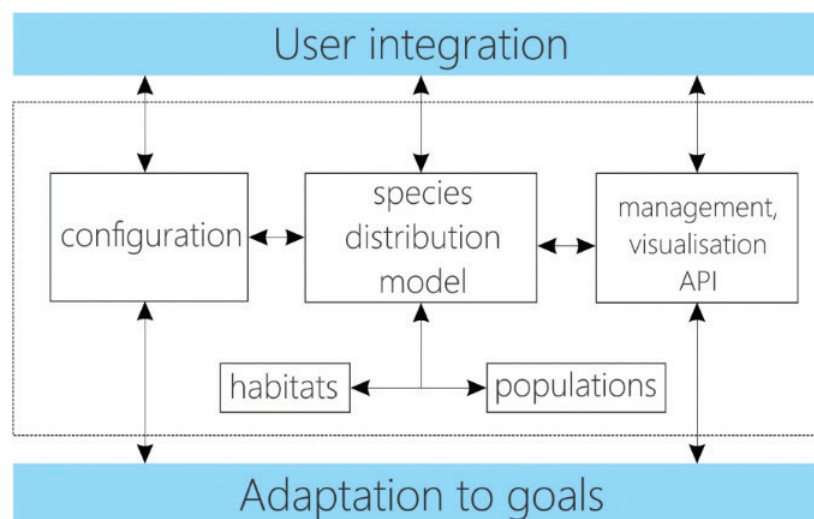 User integration
configuration
species
distribution
model
management,
visualisation
API
habitats
populations
Adaptation to goals